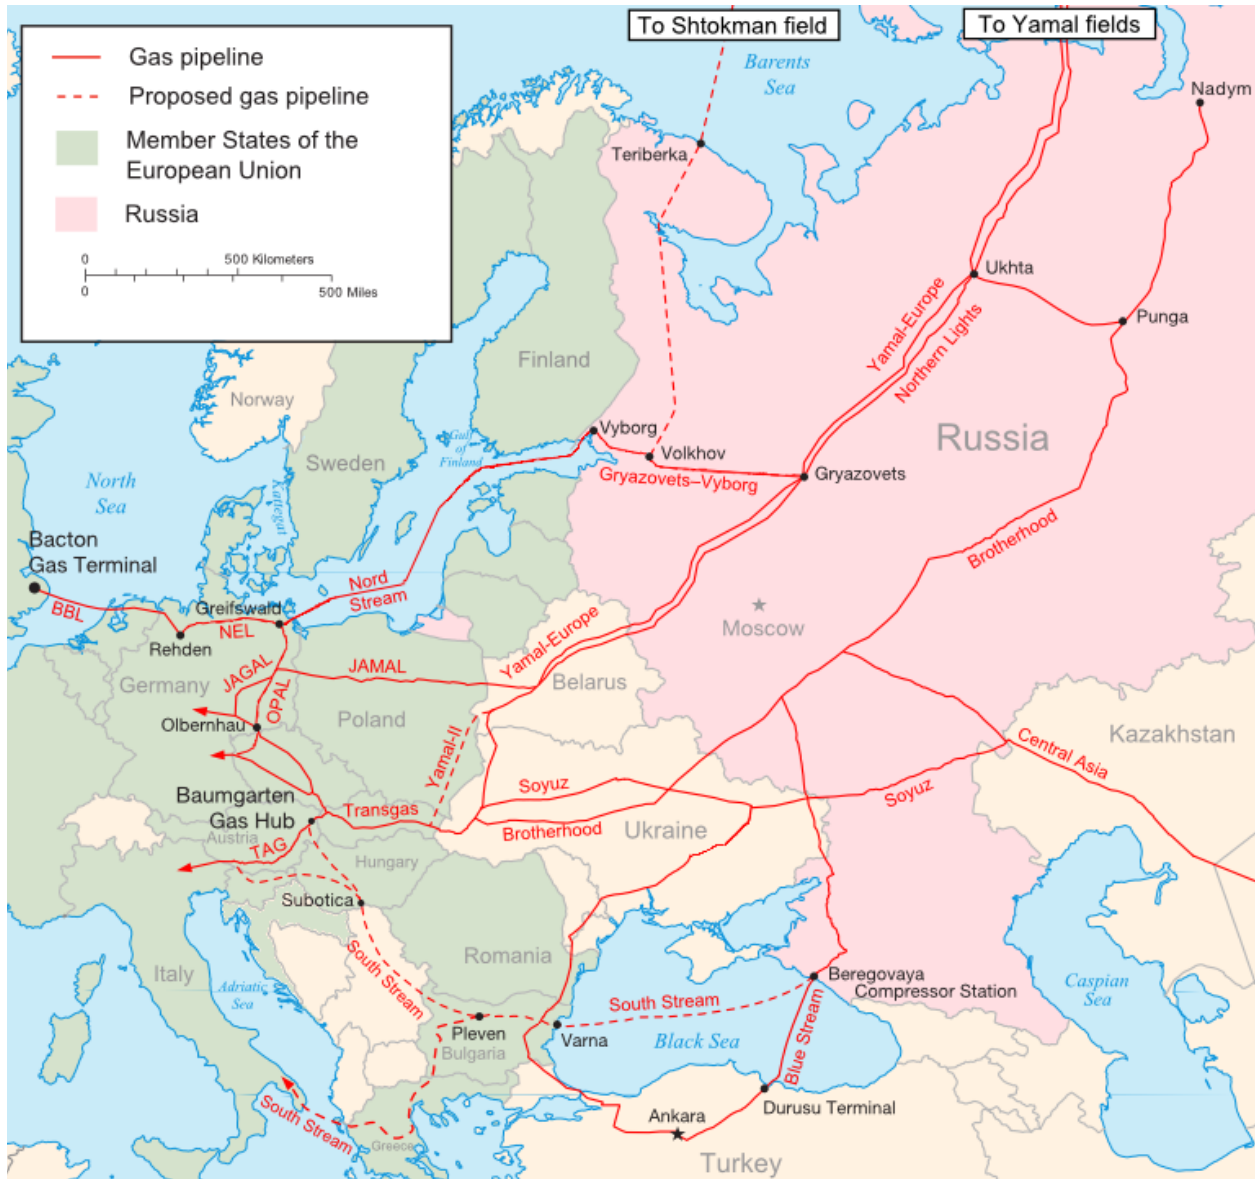 To Shtokman field
To Yamal fields
Gas pipeline
Proposed gas pipeline
Member States of the
European Union
Russia
0
500 Kilometers
0
500 Miles
Barents
Sea
Nadym
Teriberka
Ukhta
Punga
Yamal-Europe
Northern Lights
Finland
Norway
Sweden
Gulf
of
Finland
Vyborg
Volkhov
Gryazovets
Gryazovets–Vyborg
Russia
North
Sea
Kattegat
Bacton
Gas Terminal
BBL
Greifswald
NEL
Rehden
Nord
Stream
Brotherhood
Moscow
Yamal-Europe
Belarus
JAMAL
JAGAL
OPAL
Germany
Olbernhau
Poland
Yamal-II
Kazakhstan
Central Asia
Soyuz
Soyuz
Brotherhood
Ukraine
Baumgarten
Gas Hub
Transgas
Austria
TAG
Hungary
Subotica
South Stream
Romania
Italy
Adriatic
Sea
Beregovaya
Compressor Station
Caspian
Sea
South Stream
Blue Stream
Pleven
Bulgaria
Varna
Black Sea
South Stream
Greece
Ankara
Durusu Terminal
Turkey